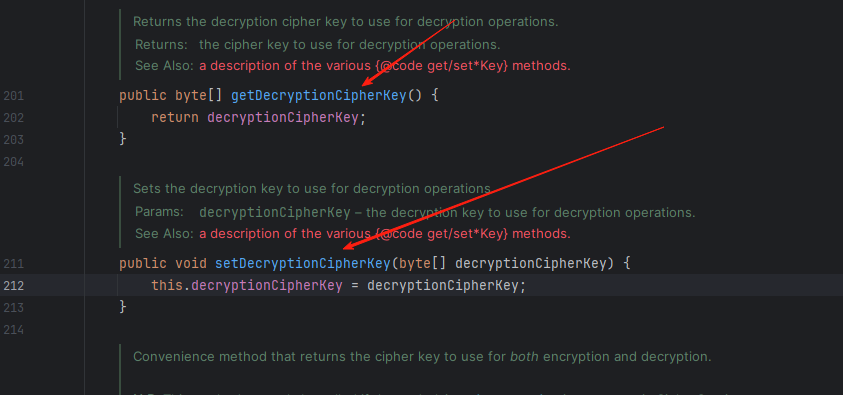 Returns the decryption cipher key to use for decryption operations.
Returns: the cipher key to use for decryption operations.
See Also: a description of the various {@code get/set*Key} methods.
201 public byte[] getDecryptionCipherKey() {
202 return decryptionCipherKey;
203 }
204
Sets the decryption key to use for decryption operations
Params: decryptionCipherKey – the decryption key to use for decryption operations.
See Also: a description of the various {@code get/set*Key} methods.
211 public void setDecryptionCipherKey(byte[] decryptionCipherKey) {
212 this.decryptionCipherKey = decryptionCipherKey;
213 }
214
Convenience method that returns the cipher key to use for both encryption and decryption.